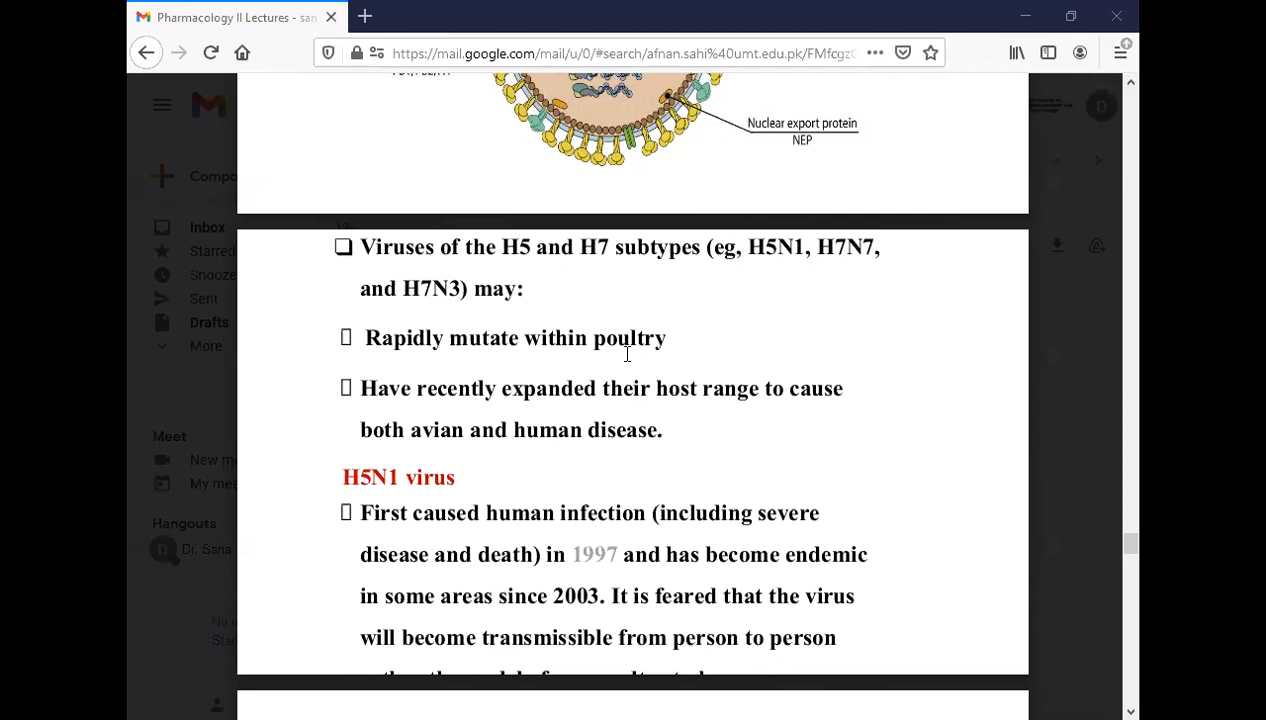 Pharmacology II Lectures - san
https://mail.google.com/mail/u/0/#search/afnan.sahi%40umt.edu.pk/FMfcgz
Nuclear export protein
NEP
Compo
Inbox
Starred
Snooze
Sent
Drafts
More
Meet
New m
My mee
Hangouts
Dr. Sana
No r
Star
D
D
❑ Viruses of the H5 and H7 subtypes (eg, H5N1, H7N7,
and H7N3) may:
Rapidly mutate within poultry
Have recently expanded their host range to cause
both avian and human disease.
H5N1 virus
First caused human infection (including severe
disease and death) in 1997 and has become endemic
in some areas since 2003. It is feared that the virus
will become transmissible from person to person